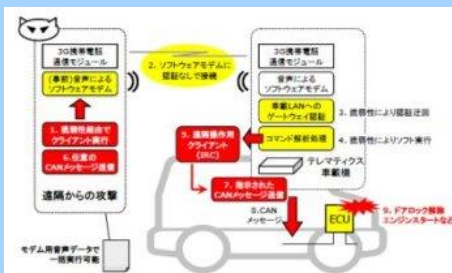 3G携帯電話
通信モジュール
(事前)音声による
ソフトウェアモデム
1. 脆弱性経由で
クライアント実行
6.任意の
CANメッセージ送信
遠隔からの攻撃
モデム用音声データで
一括実行可能
2. ソフトウェアモデムに
認証なしで接続
3G携帯電話
通信モジュール
音声による
ソフトウェアモデム
車載LANへの
ゲートウェイ認証
コマンド解析処理
3. 脆弱性により認証迂回
4. 脆弱性によりソフト実行
テレマティクス
車載機
5. 遠隔操作用
クライアント
(IRC)
7. 指示された
CANメッセージ送信
8.CAN
メッセージ
ECU
9. ドアロック解除
エンジンスタートなど